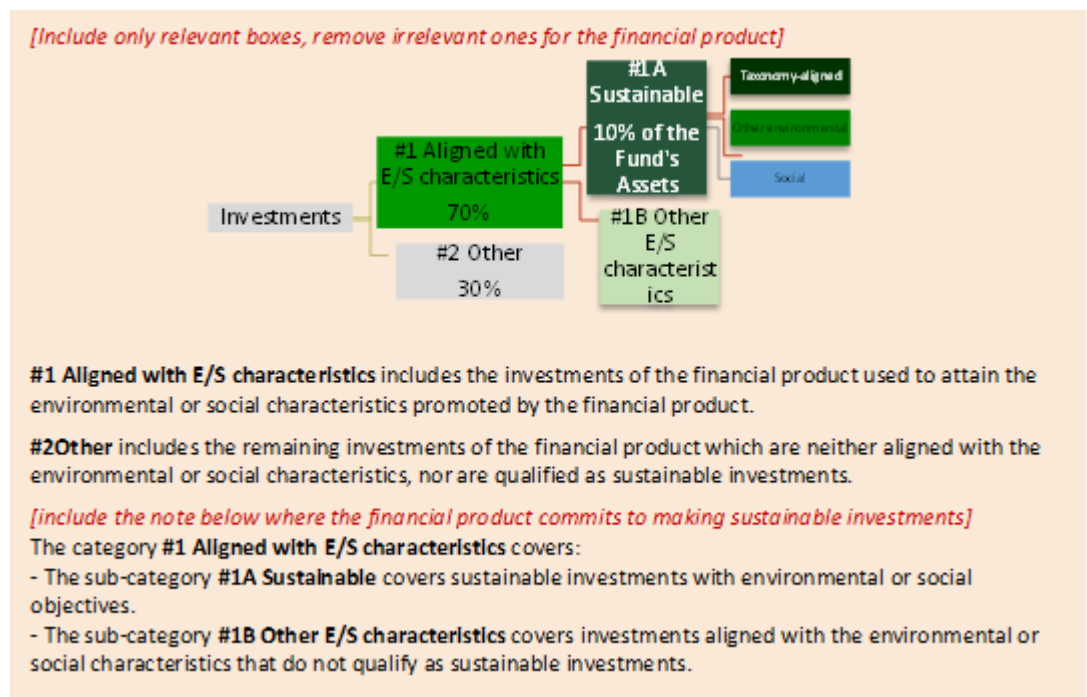 [Include only relevant boxes, remove irrelevant ones for the financial product]
Investments
#1 Aligned with
E/S characteristics
70%
#2 Other
30%
#1A
Sustainable
10% of the
Fund's
Assets
#1B Other
E/S
characterist
ics
Taxonomy-aligned
Other environmental
Social
#1 Aligned with E/S characteristics includes the investments of the financial product used to attain the
environmental or social characteristics promoted by the financial product.
#2Other includes the remaining investments of the financial product which are neither aligned with the
environmental or social characteristics, nor are qualified as sustainable investments.
[include the note below where the financial product commits to making sustainable investments]
The category #1 Aligned with E/S characteristics covers:
- The sub-category #1A Sustainable covers sustainable investments with environmental or social
objectives.
- The sub-category #1B Other E/S characteristics covers investments aligned with the environmental or
social characteristics that do not qualify as sustainable investments.